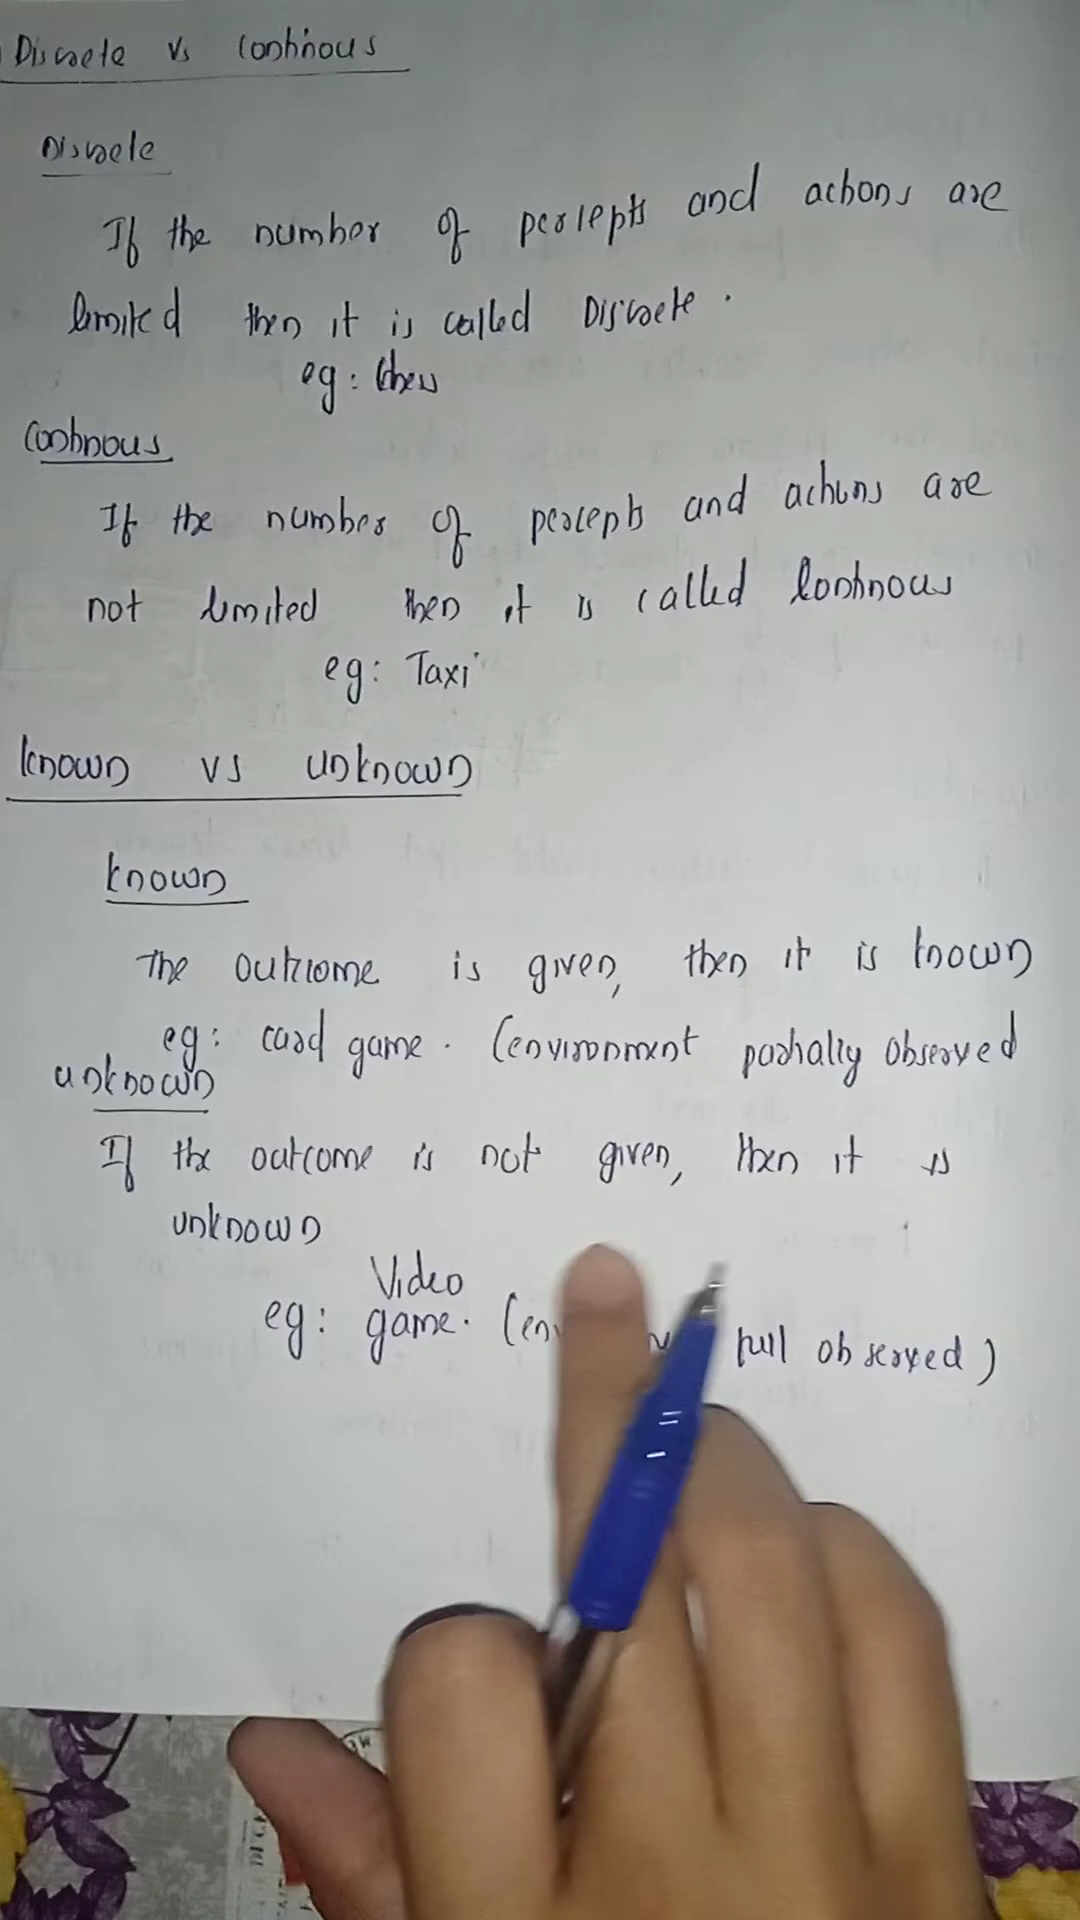 Discrete vs Continous
Discrete
If the number of percepts and actions are
limited then it is called Discrete.
eg: Chess
Continous
If the number of percepts and actions are
not limited then it is called Continous
eg: Taxi
known vs unknown
known
The outcome is given, then it is known
eg: card game. (environment partially observed
unknown
If the outcome is not given, then it is
unknown
Video
eg: game. (en full observed)